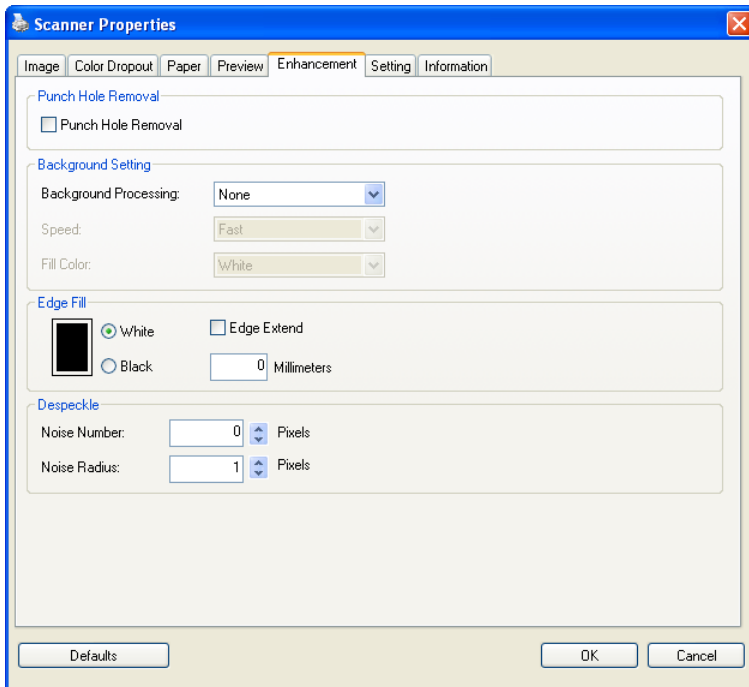 Scanner Properties
Image Color Dropout Paper Preview Enhancement Setting Information
Punch Hole Removal
Punch Hole Removal
Background Setting
Background Processing: None
Speed: Fast
Fill Color: White
Edge Fill
White Edge Extend
Black 0 Millimeters
Despeckle
Noise Number: 0 Pixels
Noise Radius: 1 Pixels
Defaults OK Cancel